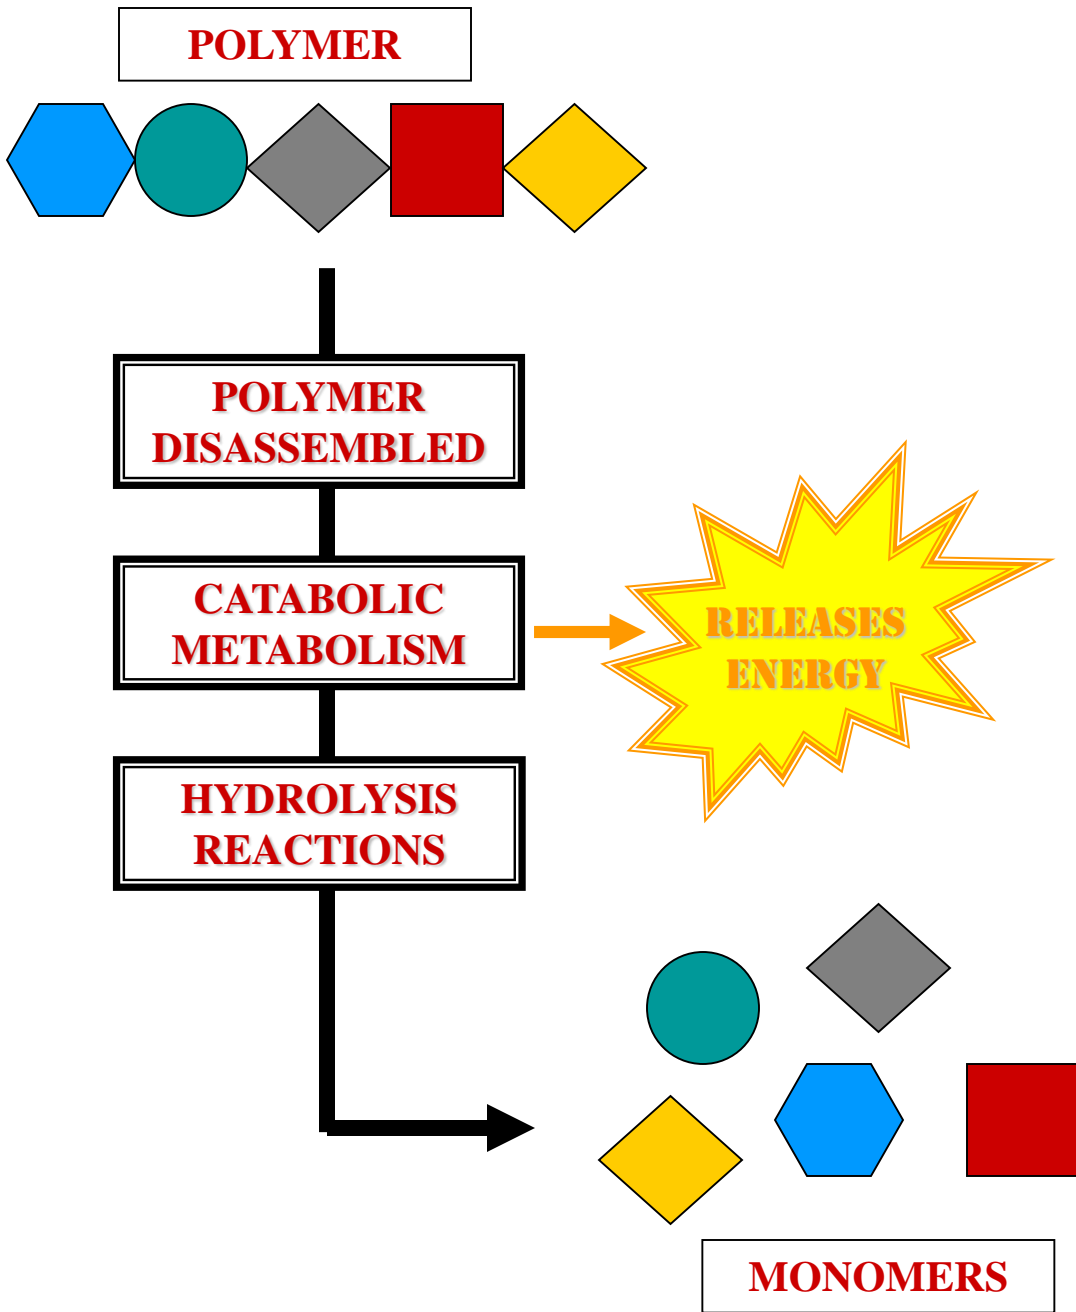 POLYMER
POLYMER
DISASSEMBLED
CATABOLIC
METABOLISM
RELEASES
ENERGY
HYDROLYSIS
REACTIONS
MONOMERS